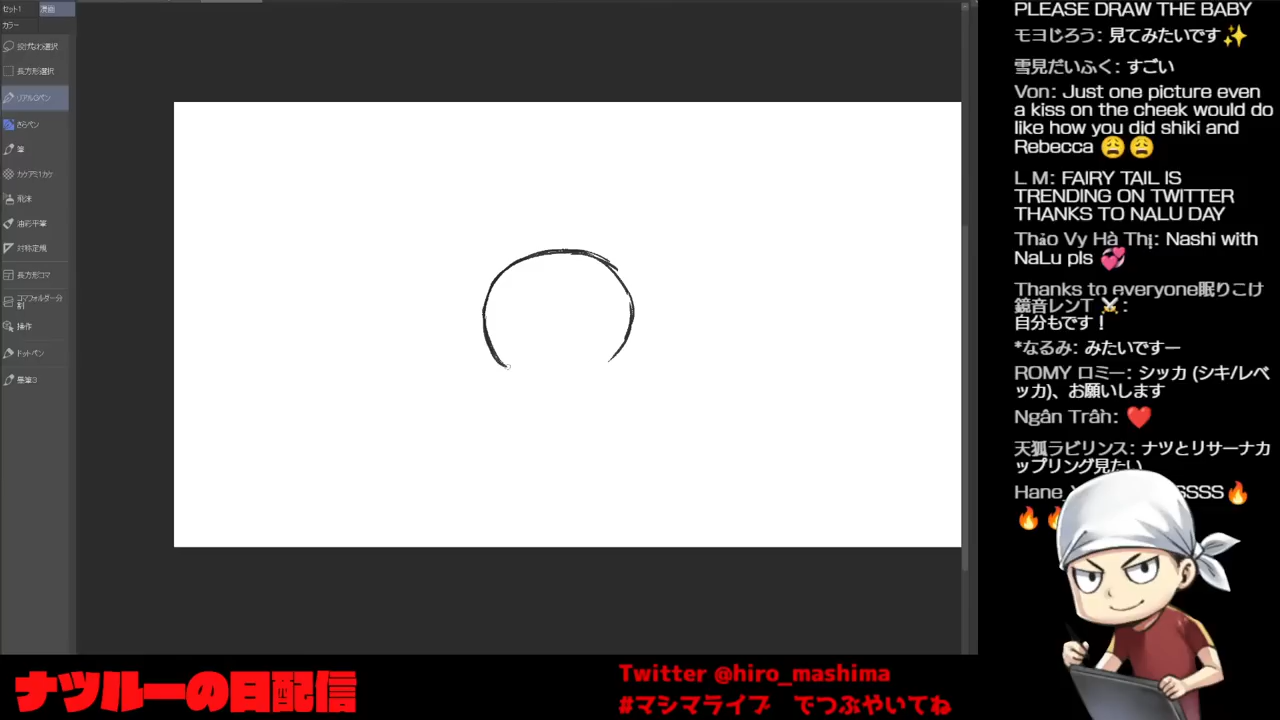 セット1
漫画
カラー
投げなわ選択
長方形選択
リアルGペン
ざらペン
筆
カケアミ1カケ
飛沫
油彩平筆
対称定規
長方形コマ
コマフォルダー分割
操作
ドットペン
墨筆3
PLEASE DRAW THE BABY
モヨじろう: 見てみたいです✨
雪見だいふく: すごい
Von: Just one picture even
a kiss on the cheek would do
like how you did shiki and
Rebecca 😩😩
L M: FAIRY TAIL IS
TRENDING ON TWITTER
THANKS TO NALU DAY
Thảo Vy Hà Thị: Nashi with
NaLu pls 💞
Thanks to everyone眠りこけ
鏡音レンT ⚔️:
自分もです！
*なるみ: みたいですー
ROMY ロミー: シッカ (シキ/レベ
ッカ)、お願いします
Ngân Trần: ❤️
天狐ラビリンス: ナツとリサーナカ
ップリング見たい
Hane_
SSSS🔥
🔥
ナツルーの日配信
Twitter @hiro_mashima
#マシマライブ　でつぶやいてね